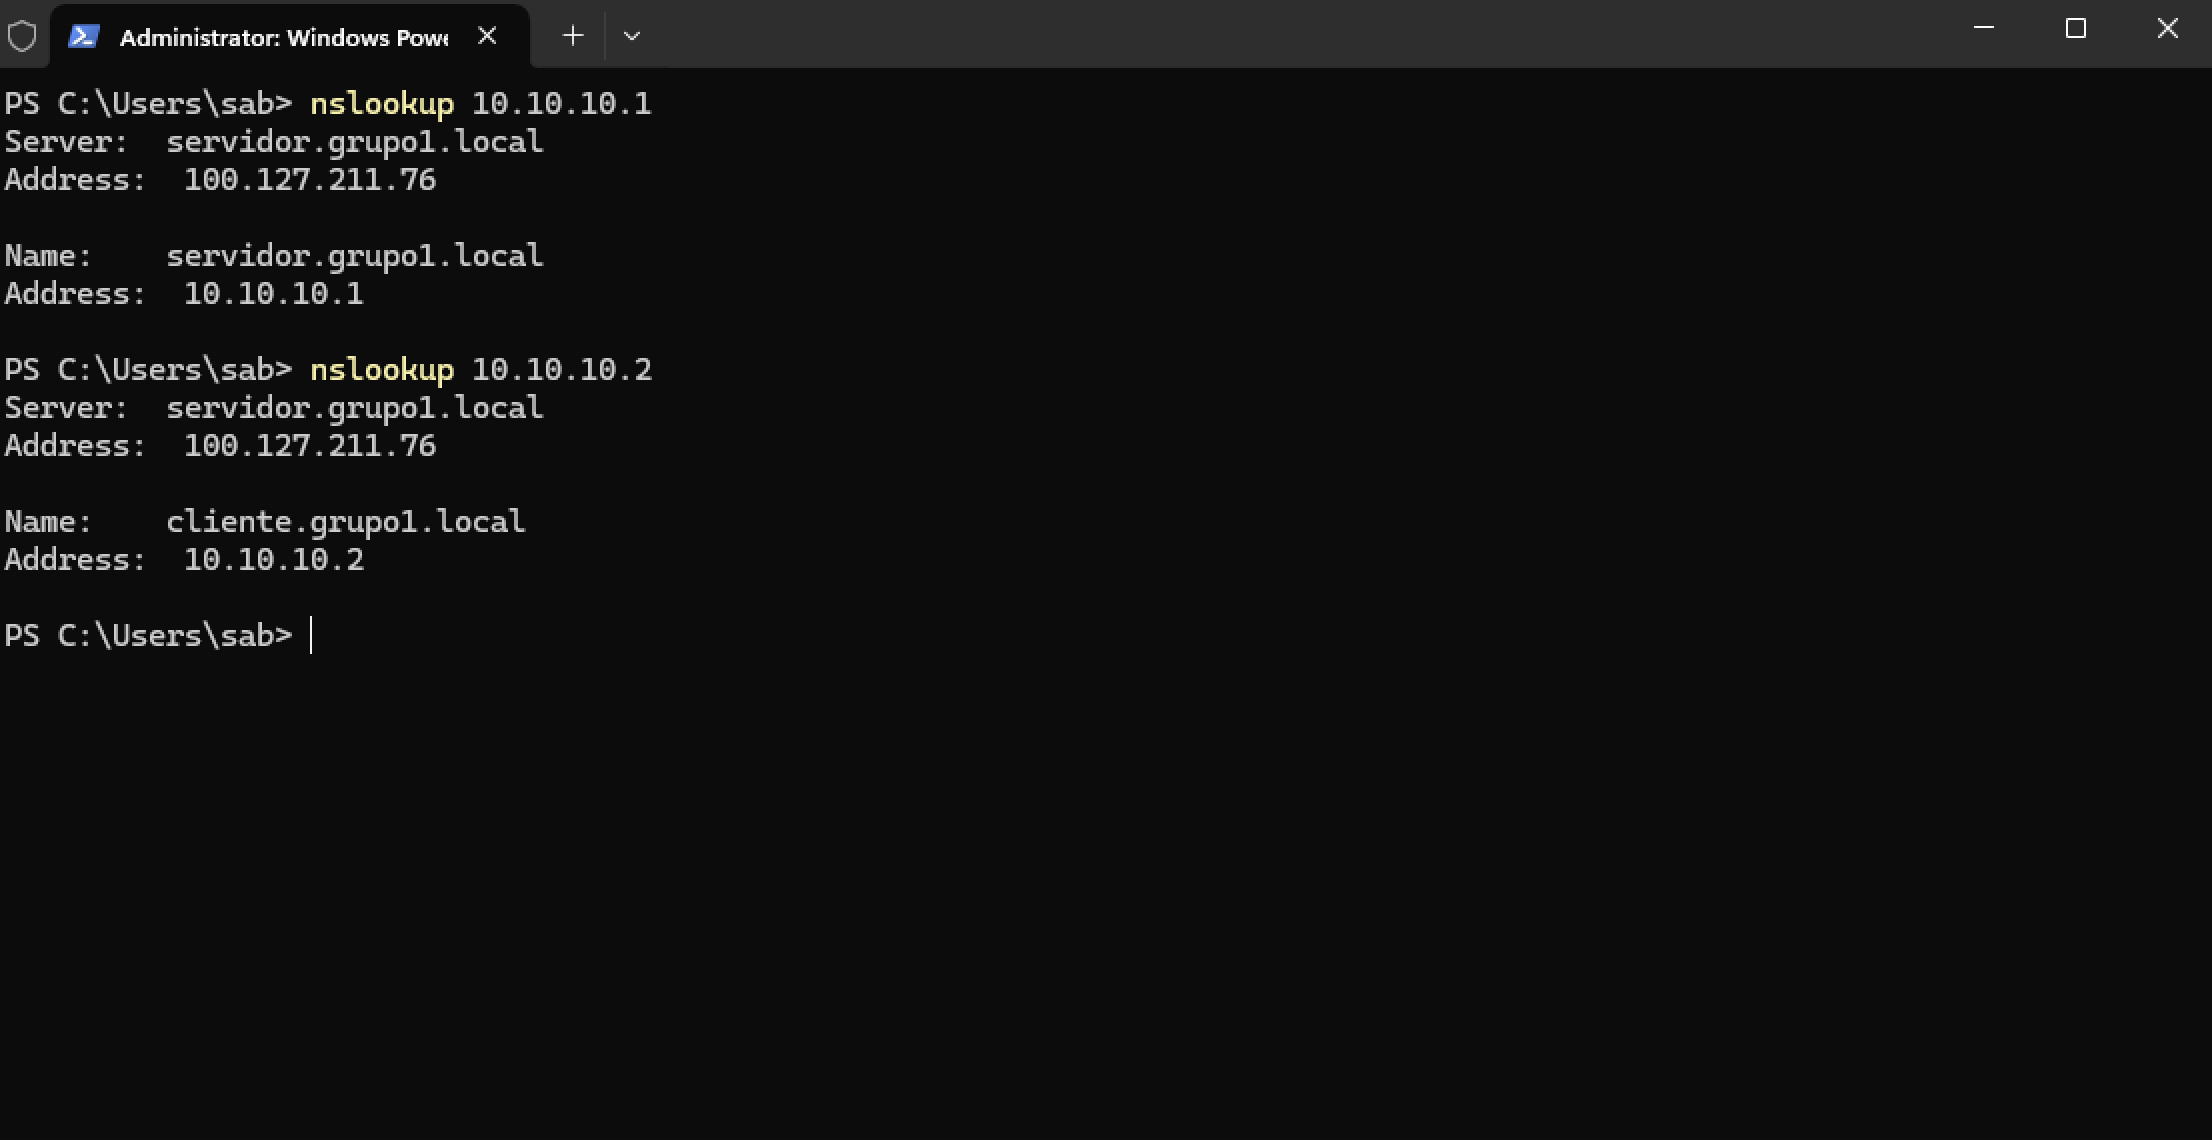 Administrator: Windows Powe
PS C:\Users\sab> nslookup 10.10.10.1
Server:  servidor.grupo1.local
Address:  100.127.211.76
Name:    servidor.grupo1.local
Address:  10.10.10.1
PS C:\Users\sab> nslookup 10.10.10.2
Server:  servidor.grupo1.local
Address:  100.127.211.76
Name:    cliente.grupo1.local
Address:  10.10.10.2
PS C:\Users\sab>